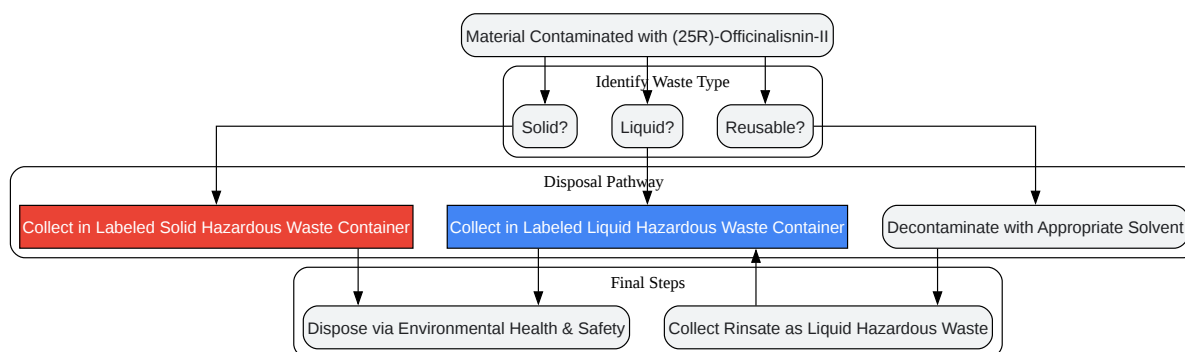 Material Contaminated with (25R)-Officinalisnin-II
Identify Waste Type
Solid?
Liquid?
Reusable?
Disposal Pathway
Collect in Labeled Solid Hazardous Waste Container
Collect in Labeled Liquid Hazardous Waste Container
Decontaminate with Appropriate Solvent
Final Steps
Dispose via Environmental Health & Safety
Collect Rinsate as Liquid Hazardous Waste